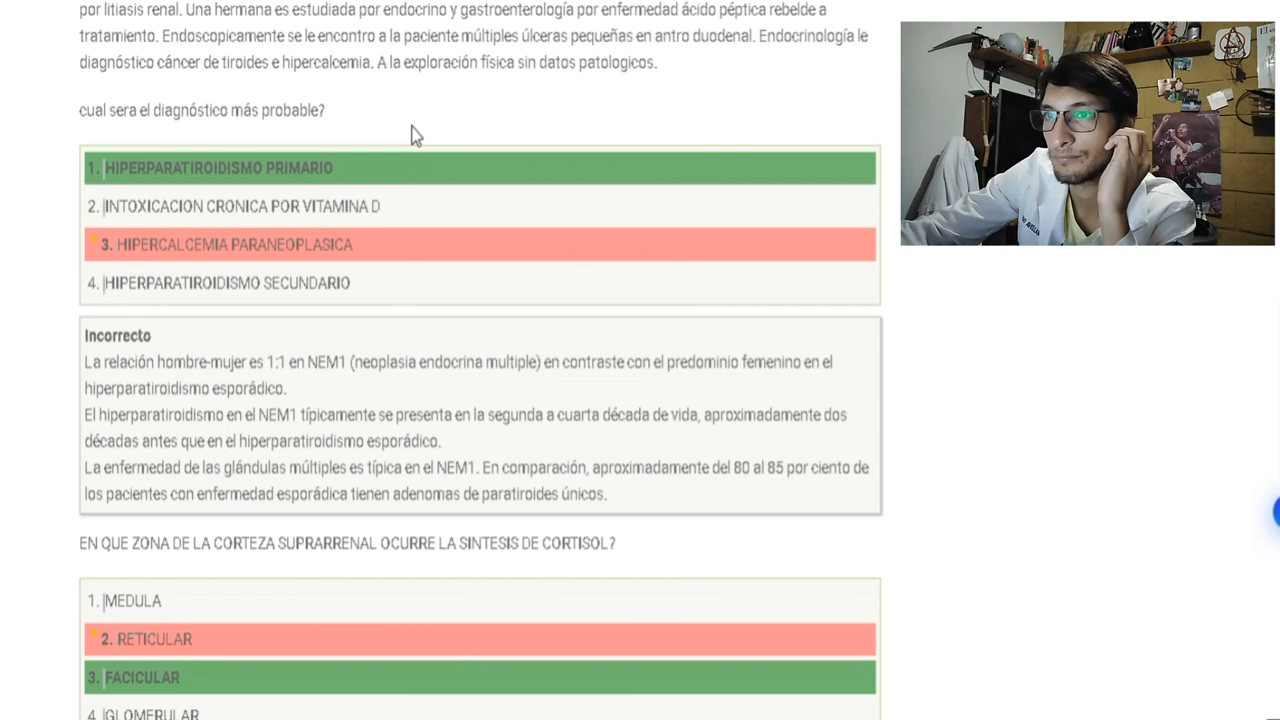 por litiasis renal. Una hermana es estudiada por endocrino y gastroenterología por enfermedad ácido péptica rebelde a
tratamiento. Endoscopicamente se le encontro a la paciente múltiples úlceras pequeñas en antro duodenal. Endocrinología le
diagnóstico cáncer de tiroides e hipercalcemia. A la exploración física sin datos patologicos.
cual sera el diagnóstico más probable?
1. HIPERPARATIROIDISMO PRIMARIO
2. INTOXICACION CRONICA POR VITAMINA D
3. HIPERCALCEMIA PARANEOPLASICA
4. HIPERPARATIROIDISMO SECUNDARIO
Incorrecto
La relación hombre-mujer es 1:1 en NEM1 (neoplasia endocrina multiple) en contraste con el predominio femenino en el
hiperparatiroidismo esporádico.
El hiperparatiroidismo en el NEM1 típicamente se presenta en la segunda a cuarta década de vida, aproximadamente dos
décadas antes que en el hiperparatiroidismo esporádico.
La enfermedad de las glándulas múltiples es típica en el NEM1. En comparación, aproximadamente del 80 al 85 por ciento de
los pacientes con enfermedad esporádica tienen adenomas de paratiroides únicos.
EN QUE ZONA DE LA CORTEZA SUPRARRENAL OCURRE LA SINTESIS DE CORTISOL?
1. MEDULA
2. RETICULAR
3. FACICULAR
4. GLOMERULAR